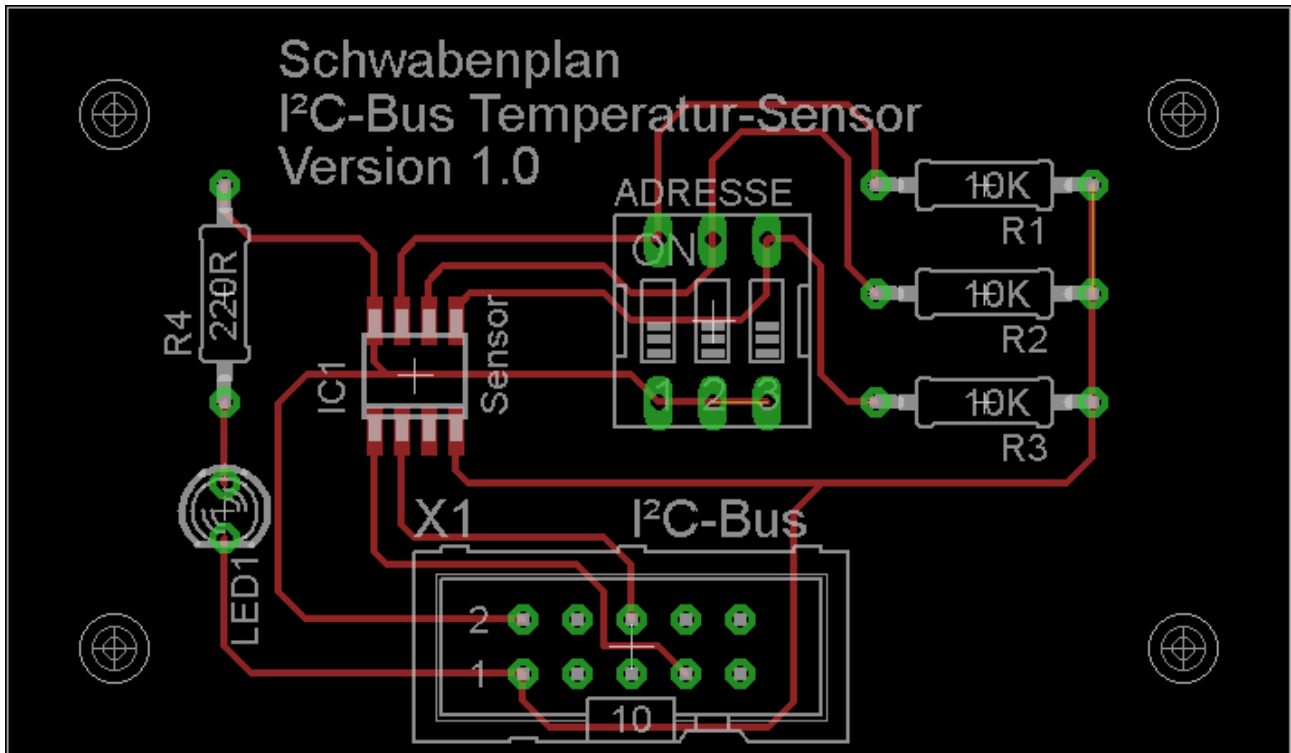 Schwabenplan
I²C-Bus Temperatur-Sensor
Version 1.0
ADRESSE
ON
10K
R1
220R
R4
10K
R2
IC1
Sensor
1 2 3
10K
R3
X1
I²C-Bus
LED1
2
1
10